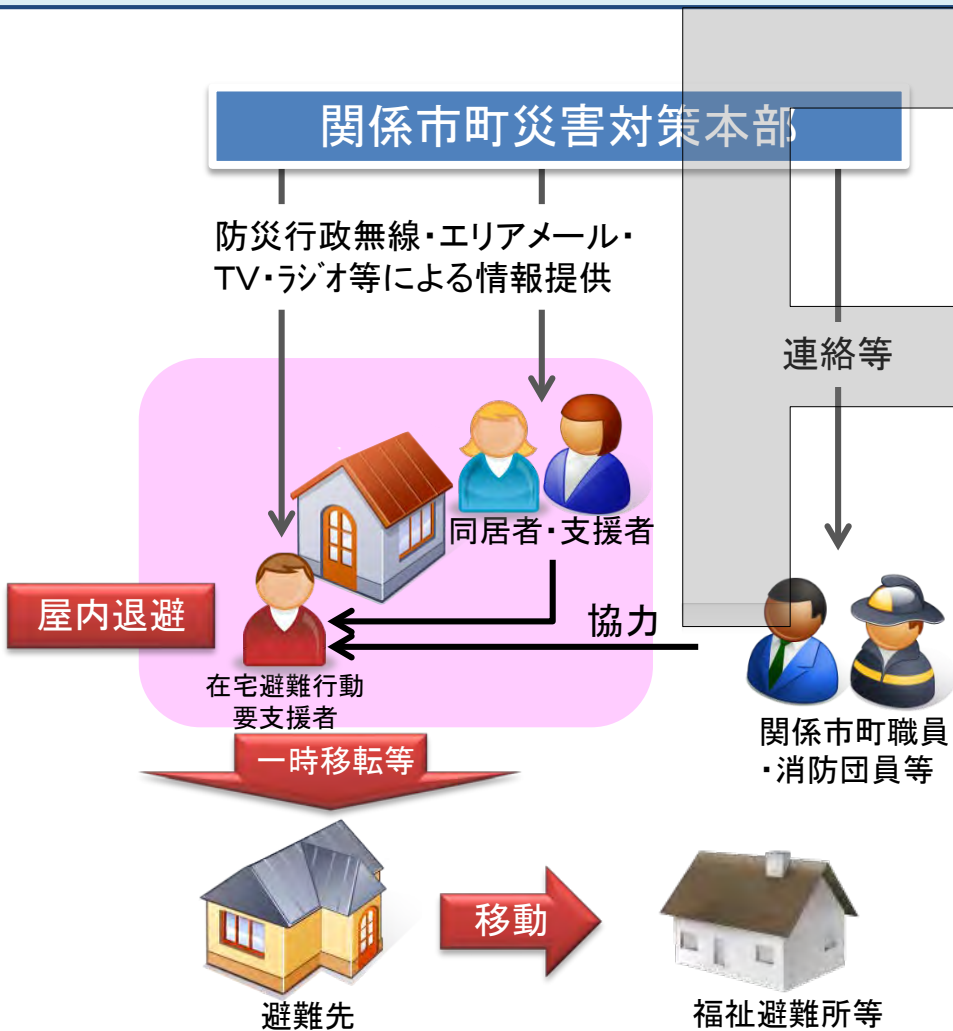 関係市町災害対策本部
防災行政無線・エリアメール・
TV・ラジオ等による情報提供
連絡等
同居者・支援者
屋内退避
協力
在宅避難行動
要支援者
関係市町職員
・消防団員等
一時移転等
移動
避難先
福祉避難所等